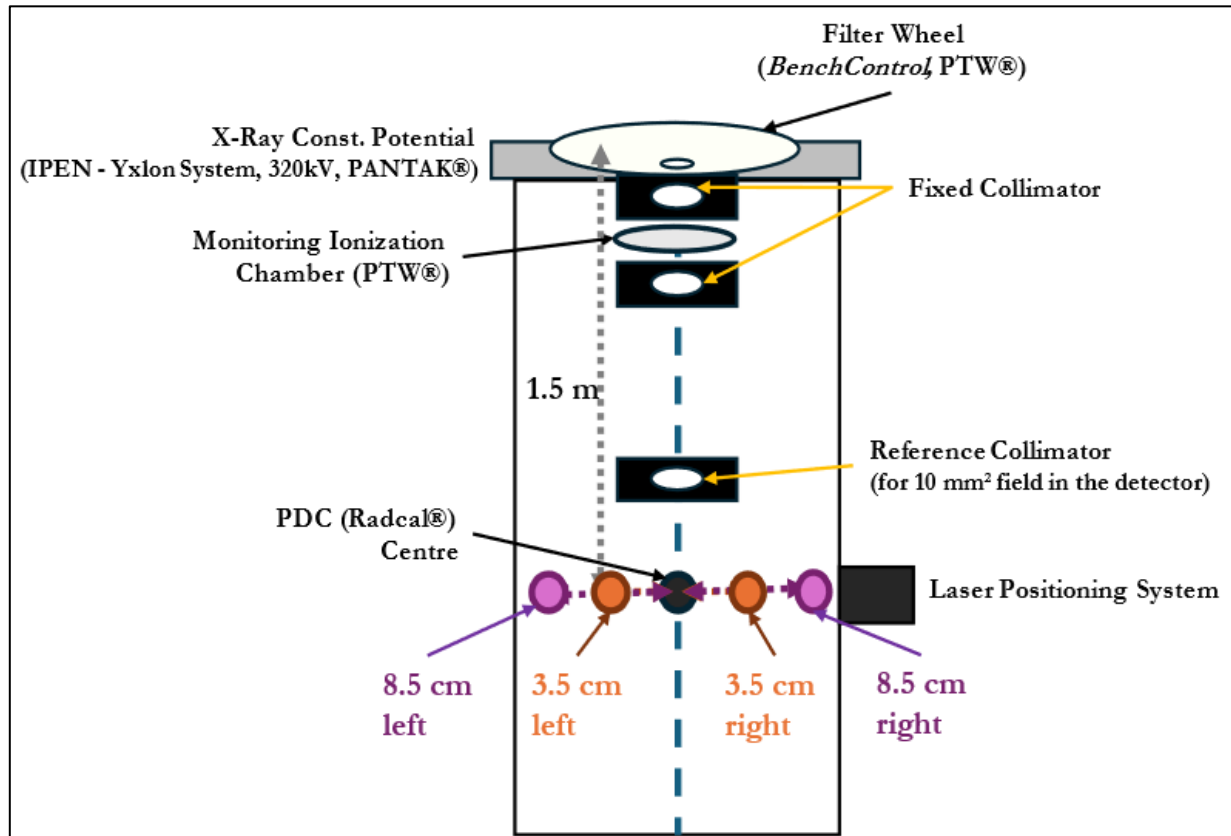 Filter Wheel
(BenchControl, PTW®)
X-Ray Const. Potential
(IPEN - Yxlon System, 320kV, PANTAK®)
Fixed Collimator
Monitoring Ionization
Chamber (PTW®)
1.5 m
Reference Collimator
(for 10 mm² field in the detector)
PDC (Radcal®)
Centre
Laser Positioning System
8.5 cm
left
3.5 cm
left
3.5 cm
right
8.5 cm
right